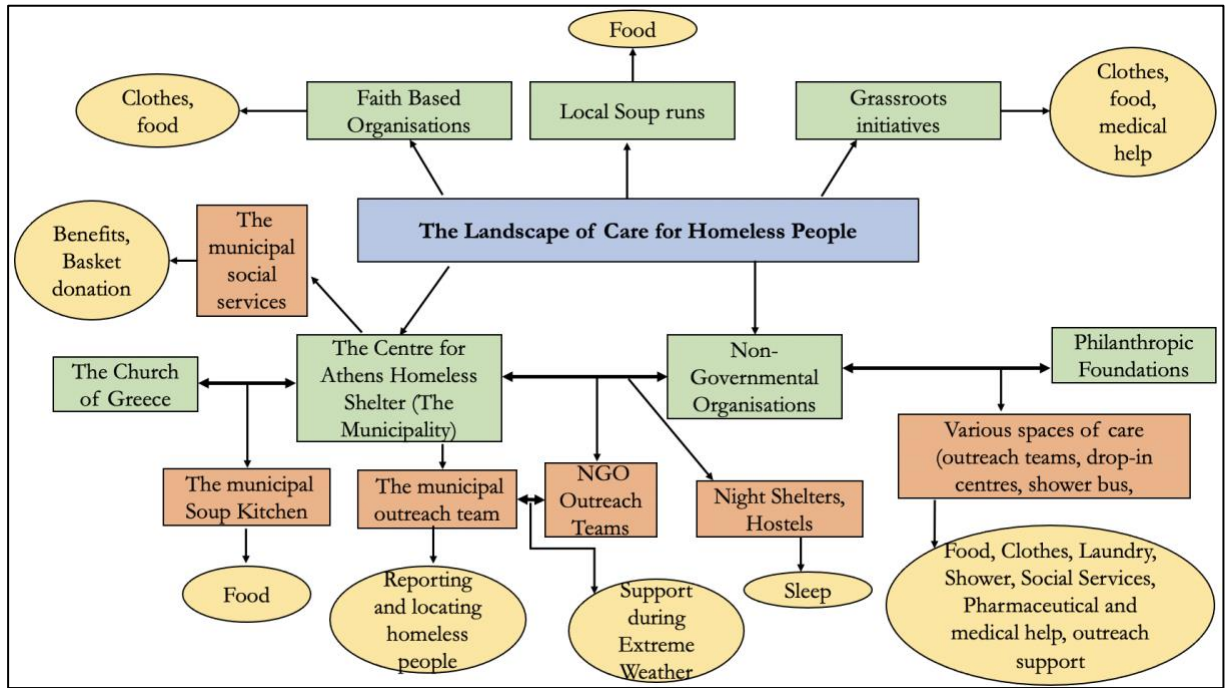 Food
Clothes,
food
Faith Based
Organisations
Local Soup runs
Grassroots
initiatives
Clothes,
food,
medical
help
The Landscape of Care for Homeless People
Benefits,
Basket
donation
The
municipal
social
services
The Church
of Greece
The Centre for
Athens Homeless
Shelter (The
Municipality)
Non-
Governmental
Organisations
Philanthropic
Foundations
The municipal
Soup Kitchen
The municipal
outreach team
NGO
Outreach
Teams
Night Shelters,
Hostels
Various spaces of care
(outreach teams, drop-in
centres, shower bus,
Food
Reporting
and locating
homeless
people
Support
during
Extreme
Weather
Sleep
Food, Clothes, Laundry,
Shower, Social Services,
Pharmaceutical and
medical help, outreach
support